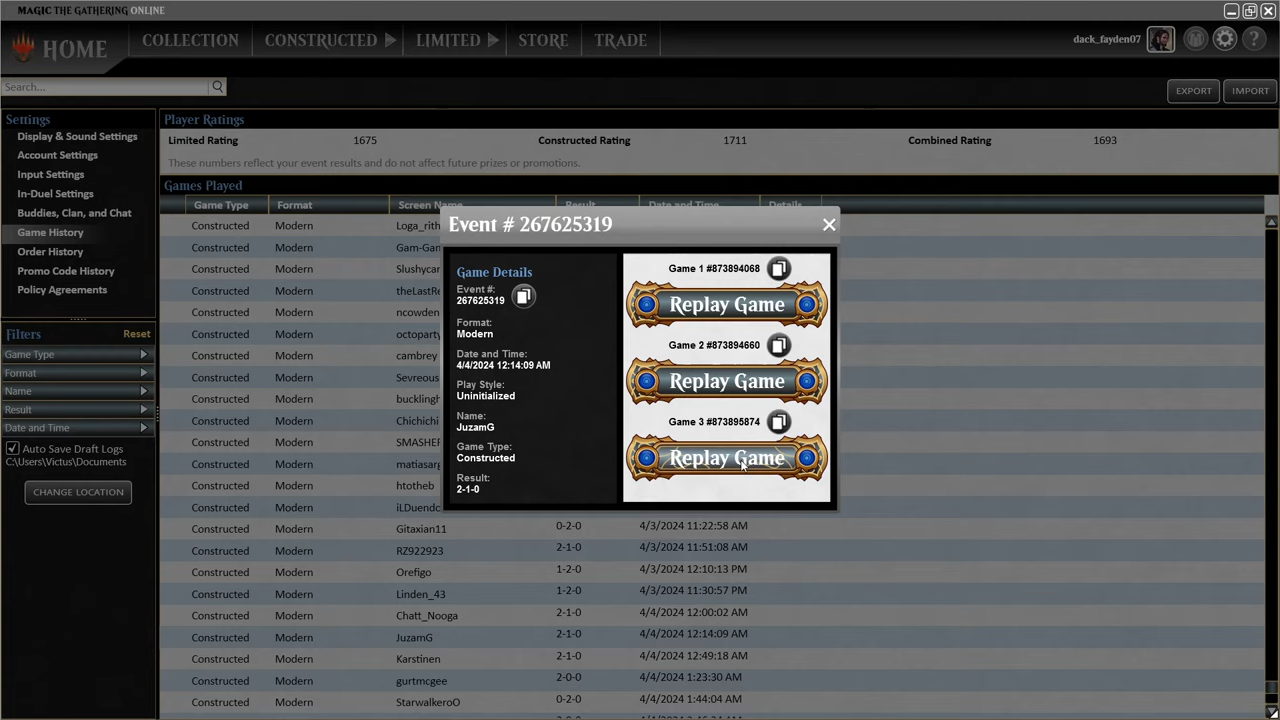 MAGIC THE GATHERING ONLINE
HOME
COLLECTION
CONSTRUCTED
LIMITED
STORE
TRADE
dack_fayden07
?
Search...
EXPORT
IMPORT
Settings
Display & Sound Settings
Account Settings
Input Settings
In-Duel Settings
Buddies, Clan, and Chat
Game History
Order History
Promo Code History
Policy Agreements
Filters Reset
Game Type
Format
Name
Result
Date and Time
Auto Save Draft Logs
C:\Users\Victus\Documents
CHANGE LOCATION
Player Ratings
Limited Rating 1675 Constructed Rating 1711 Combined Rating 1693
These numbers reflect your event results and do not affect future prizes or promotions.
Games Played
Game Type Format Screen Name Result Date and Time Details
Constructed Modern Loga_rith
Constructed Modern Gam-Gan
Constructed Modern Slushycar
Constructed Modern theLastRe
Constructed Modern ncowden
Constructed Modern octoparty
Constructed Modern cambrey
Constructed Modern Sevreous
Constructed Modern bucklingh
Constructed Modern Chichichi
Constructed Modern SMASHER
Constructed Modern matiasarg
Constructed Modern htotheb
Constructed Modern iLDuendo
Constructed Modern Gitaxian11 0-2-0 4/3/2024 11:22:58 AM
Constructed Modern RZ922923 2-1-0 4/3/2024 11:51:08 AM
Constructed Modern Orefigo 1-2-0 4/3/2024 12:10:13 PM
Constructed Modern Linden_43 1-2-0 4/3/2024 11:30:57 PM
Constructed Modern Chatt_Nooga 2-1-0 4/4/2024 12:00:02 AM
Constructed Modern JuzamG 2-1-0 4/4/2024 12:14:09 AM
Constructed Modern Karstinen 2-1-0 4/4/2024 12:49:18 AM
Constructed Modern gurtmcgee 2-0-0 4/4/2024 1:23:30 AM
Constructed Modern StarwalkeroO 0-2-0 4/4/2024 1:44:04 AM
Event # 267625319
Game Details
Event #:
267625319
Format:
Modern
Date and Time:
4/4/2024 12:14:09 AM
Play Style:
Uninitialized
Name:
JuzamG
Game Type:
Constructed
Result:
2-1-0
Game 1 #873894068
Replay Game
Game 2 #873894660
Replay Game
Game 3 #873895874
Replay Game